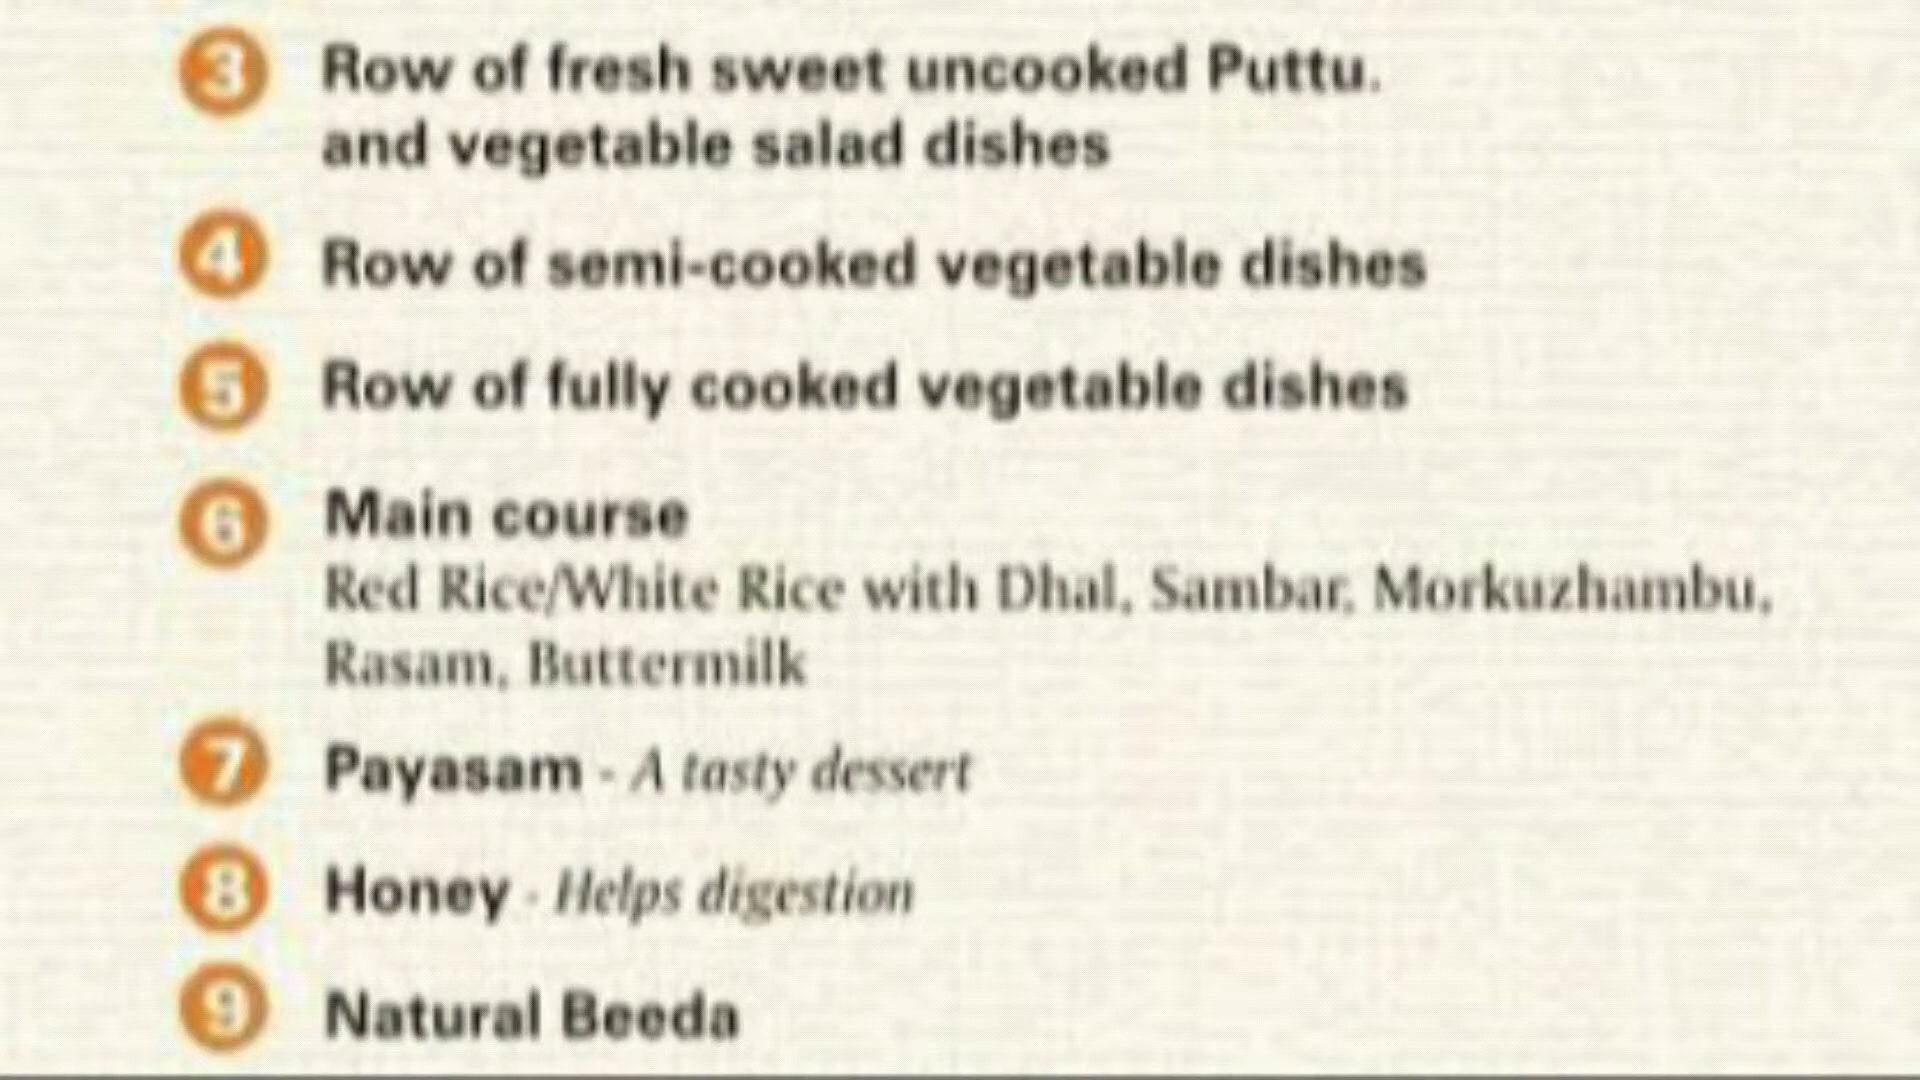 3 Row of fresh sweet uncooked Puttu.
and vegetable salad dishes
4 Row of semi-cooked vegetable dishes
5 Row of fully cooked vegetable dishes
6 Main course
Red Rice/White Rice with Dhal, Sambar, Morkuzhambu,
Rasam, Buttermilk
7 Payasam - A tasty dessert
8 Honey - Helps digestion
9 Natural Beeda